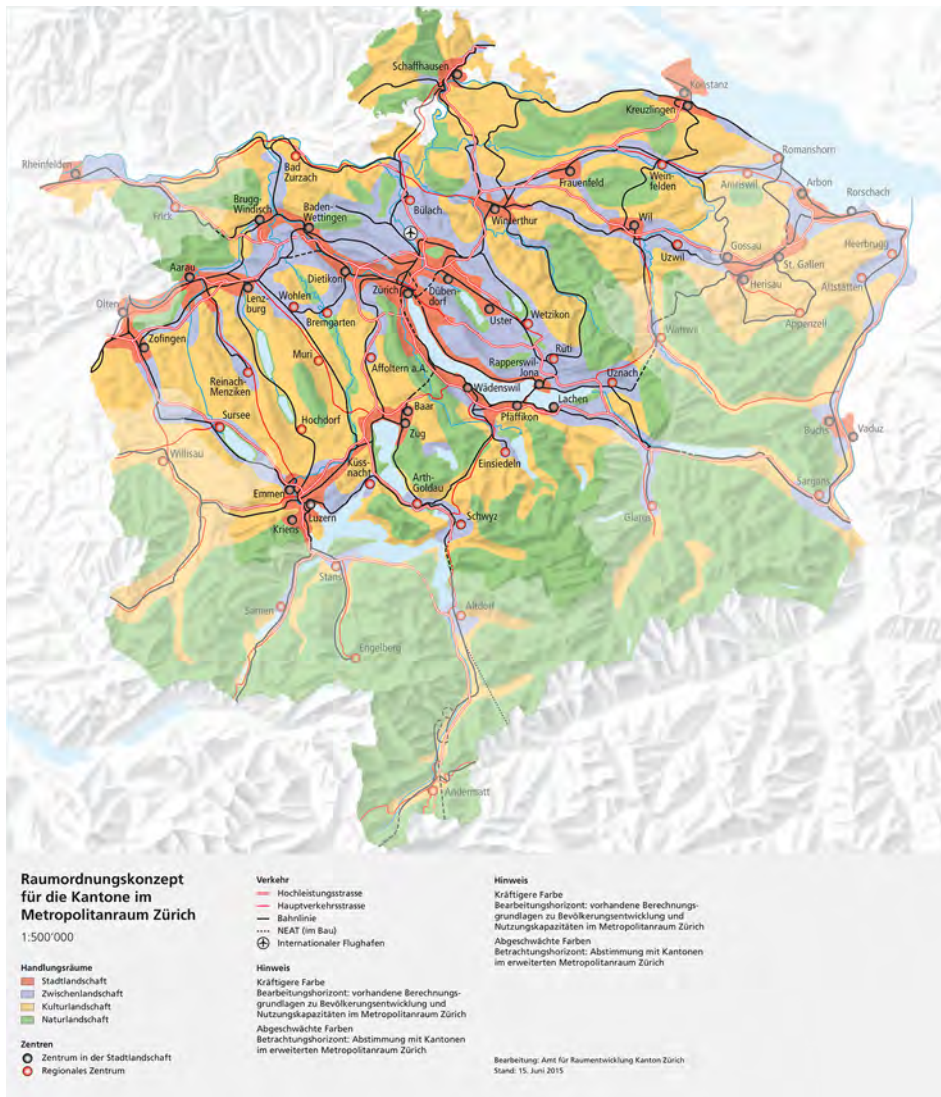 Schaffhausen
Konstanz
Kreuzlingen
Romanshorn
Rheinfelden
Bad
Zurzach
Frauenfeld
Wein-
felden
Amriswil
Arbon
Rorschach
Frick
Brugg-
Windisch
Baden-
Wettingen
Bülach
Winterthur
Wil
Uzwil
Gossau
St. Gallen
Heerbrugg
Aarau
Dietikon
Zürich
Düben-
dorf
Herisau
Altstätten
Olten
Lenz-
burg
Wohlen
Bremgarten
Uster
Wetzikon
Appenzell
Zofingen
Muri
Affoltern a.A.
Rapperswil-
Jona
Rüti
Wattwil
Reinach-
Menziken
Wädenswil
Uznach
Sursee
Hochdorf
Baar
Zug
Pfäffikon
Lachen
Buchs
Vaduz
Willisau
Küss-
nacht
Arth-
Goldau
Einsiedeln
Sargans
Emmen
Luzern
Kriens
Schwyz
Glarus
Stans
Sarnen
Altdorf
Engelberg
Andermatt
Raumordnungskonzept
für die Kantone im
Metropolitanraum Zürich
1:500'000
Handlungsräume
Stadtlandschaft
Zwischenlandschaft
Kulturlandschaft
Naturlandschaft
Zentren
Zentrum in der Stadtlandschaft
Regionales Zentrum
Verkehr
Hochleistungsstrasse
Hauptverkehrsstrasse
Bahnlinie
NEAT (im Bau)
Internationaler Flughafen
Hinweis
Kräftigere Farbe
Bearbeitungshorizont: vorhandene Berechnungs-
grundlagen zu Bevölkerungsentwicklung und
Nutzungskapazitäten im Metropolitanraum Zürich
Abgeschwächte Farben
Betrachtungshorizont: Abstimmung mit Kantonen
im erweiterten Metropolitanraum Zürich
Hinweis
Kräftigere Farbe
Bearbeitungshorizont: vorhandene Berechnungs-
grundlagen zu Bevölkerungsentwicklung und
Nutzungskapazitäten im Metropolitanraum Zürich
Abgeschwächte Farben
Betrachtungshorizont: Abstimmung mit Kantonen
im erweiterten Metropolitanraum Zürich
Bearbeitung: Amt für Raumentwicklung Kanton Zürich
Stand: 15. Juni 2015